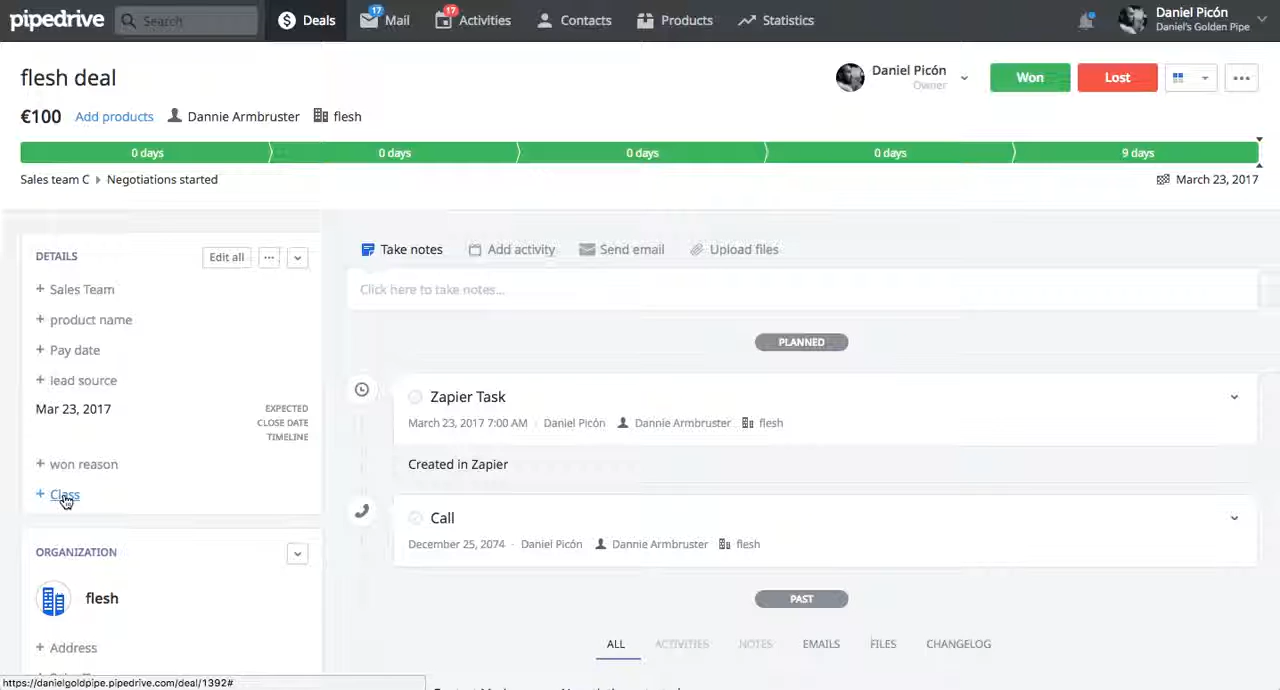 pipedrive Search Deals 17 Mail 17 Activities Contacts Products Statistics Daniel Picón
Daniel's Golden Pipe
flesh deal
Daniel Picón
Owner
Won Lost
€100 Add products Dannie Armbruster flesh
0 days 0 days 0 days 0 days 9 days
Sales team C Negotiations started March 23, 2017
DETAILS Edit all
+ Sales Team
+ product name
+ Pay date
+ lead source
Mar 23, 2017 EXPECTED
CLOSE DATE
TIMELINE
+ won reason
+ Class
ORGANIZATION
flesh
+ Address
Take notes Add activity Send email Upload files
Click here to take notes...
PLANNED
Zapier Task
March 23, 2017 7:00 AM · Daniel Picón Dannie Armbruster flesh
Created in Zapier
Call
December 25, 2074 · Daniel Picón Dannie Armbruster flesh
PAST
ALL ACTIVITIES NOTES EMAILS FILES CHANGELOG
https://danielgoldpipe.pipedrive.com/deal/1392#